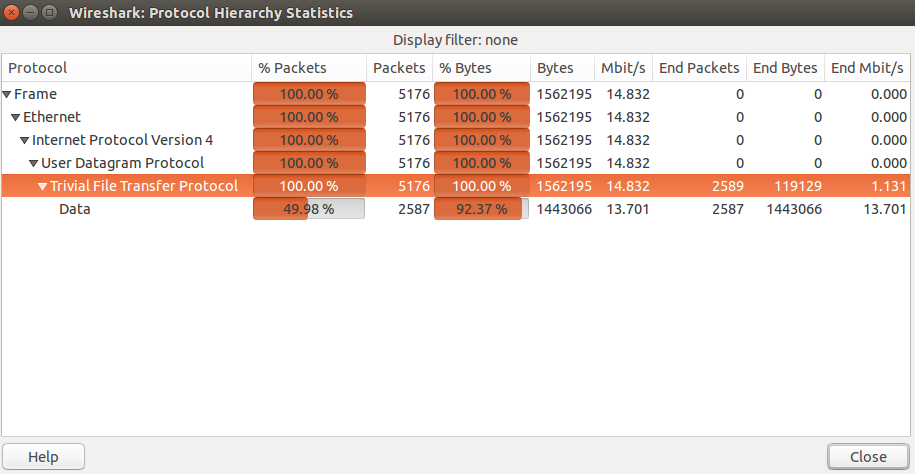 Wireshark: Protocol Hierarchy Statistics
Display filter: none
Protocol % Packets Packets % Bytes Bytes Mbit/s End Packets End Bytes End Mbit/s
Frame 100.00 % 5176 100.00 % 1562195 14.832 0 0 0.000
Ethernet 100.00 % 5176 100.00 % 1562195 14.832 0 0 0.000
Internet Protocol Version 4 100.00 % 5176 100.00 % 1562195 14.832 0 0 0.000
User Datagram Protocol 100.00 % 5176 100.00 % 1562195 14.832 0 0 0.000
Trivial File Transfer Protocol 100.00 % 5176 100.00 % 1562195 14.832 2589 119129 1.131
Data 49.98 % 2587 92.37 % 1443066 13.701 2587 1443066 13.701
Help Close